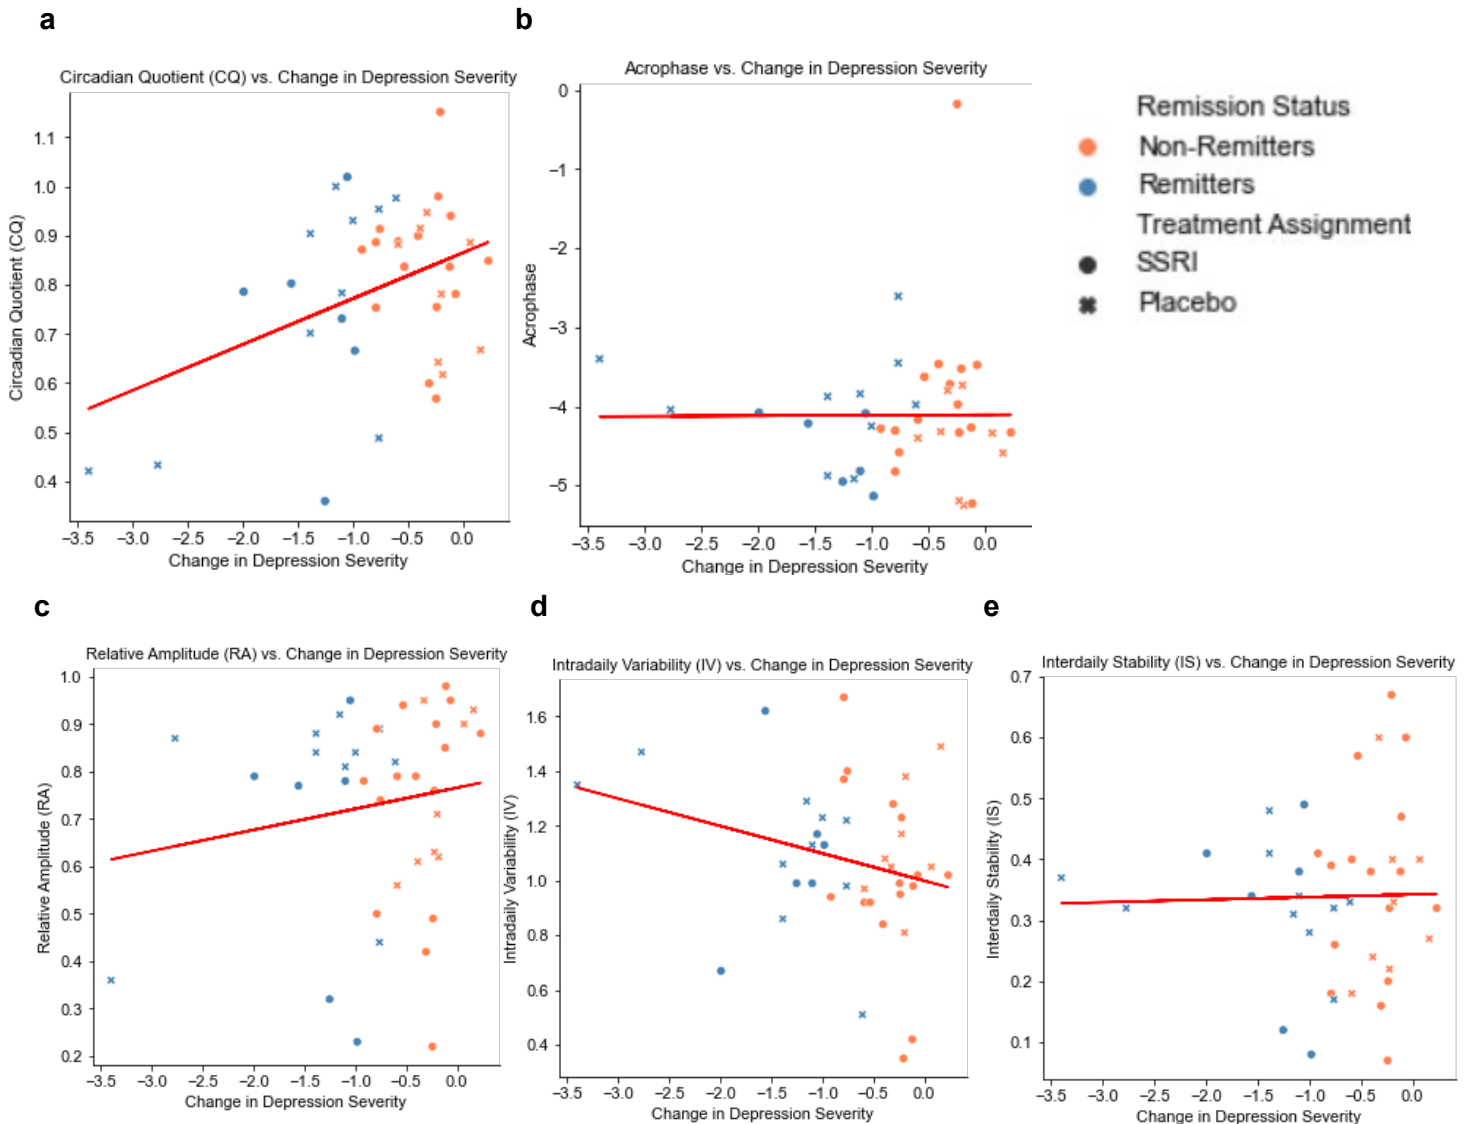 a
b
Circadian Quotient (CQ) vs. Change in Depression Severity
Circadian Quotient (CQ)
1.1
1.0
0.9
0.8
0.7
0.6
0.5
0.4
−3.5 −3.0 −2.5 −2.0 −1.5 −1.0 −0.5 0.0
Change in Depression Severity
Acrophase vs. Change in Depression Severity
Acrophase
0
−1
−2
−3
−4
−5
−3.5 −3.0 −2.5 −2.0 −1.5 −1.0 −0.5 0.0
Change in Depression Severity
Remission Status
Non-Remitters
Remitters
Treatment Assignment
SSRI
Placebo
c
d
e
Relative Amplitude (RA) vs. Change in Depression Severity
Relative Amplitude (RA)
1.0
0.9
0.8
0.7
0.6
0.5
0.4
0.3
0.2
−3.5 −3.0 −2.5 −2.0 −1.5 −1.0 −0.5 0.0
Change in Depression Severity
Intradaily Variability (IV) vs. Change in Depression Severity
Intradaily Variability (IV)
1.6
1.4
1.2
1.0
0.8
0.6
0.4
−3.5 −3.0 −2.5 −2.0 −1.5 −1.0 −0.5 0.0
Change in Depression Severity
Interdaily Stability (IS) vs. Change in Depression Severity
Interdaily Stability (IS)
0.7
0.6
0.5
0.4
0.3
0.2
0.1
−3.5 −3.0 −2.5 −2.0 −1.5 −1.0 −0.5 0.0
Change in Depression Severity